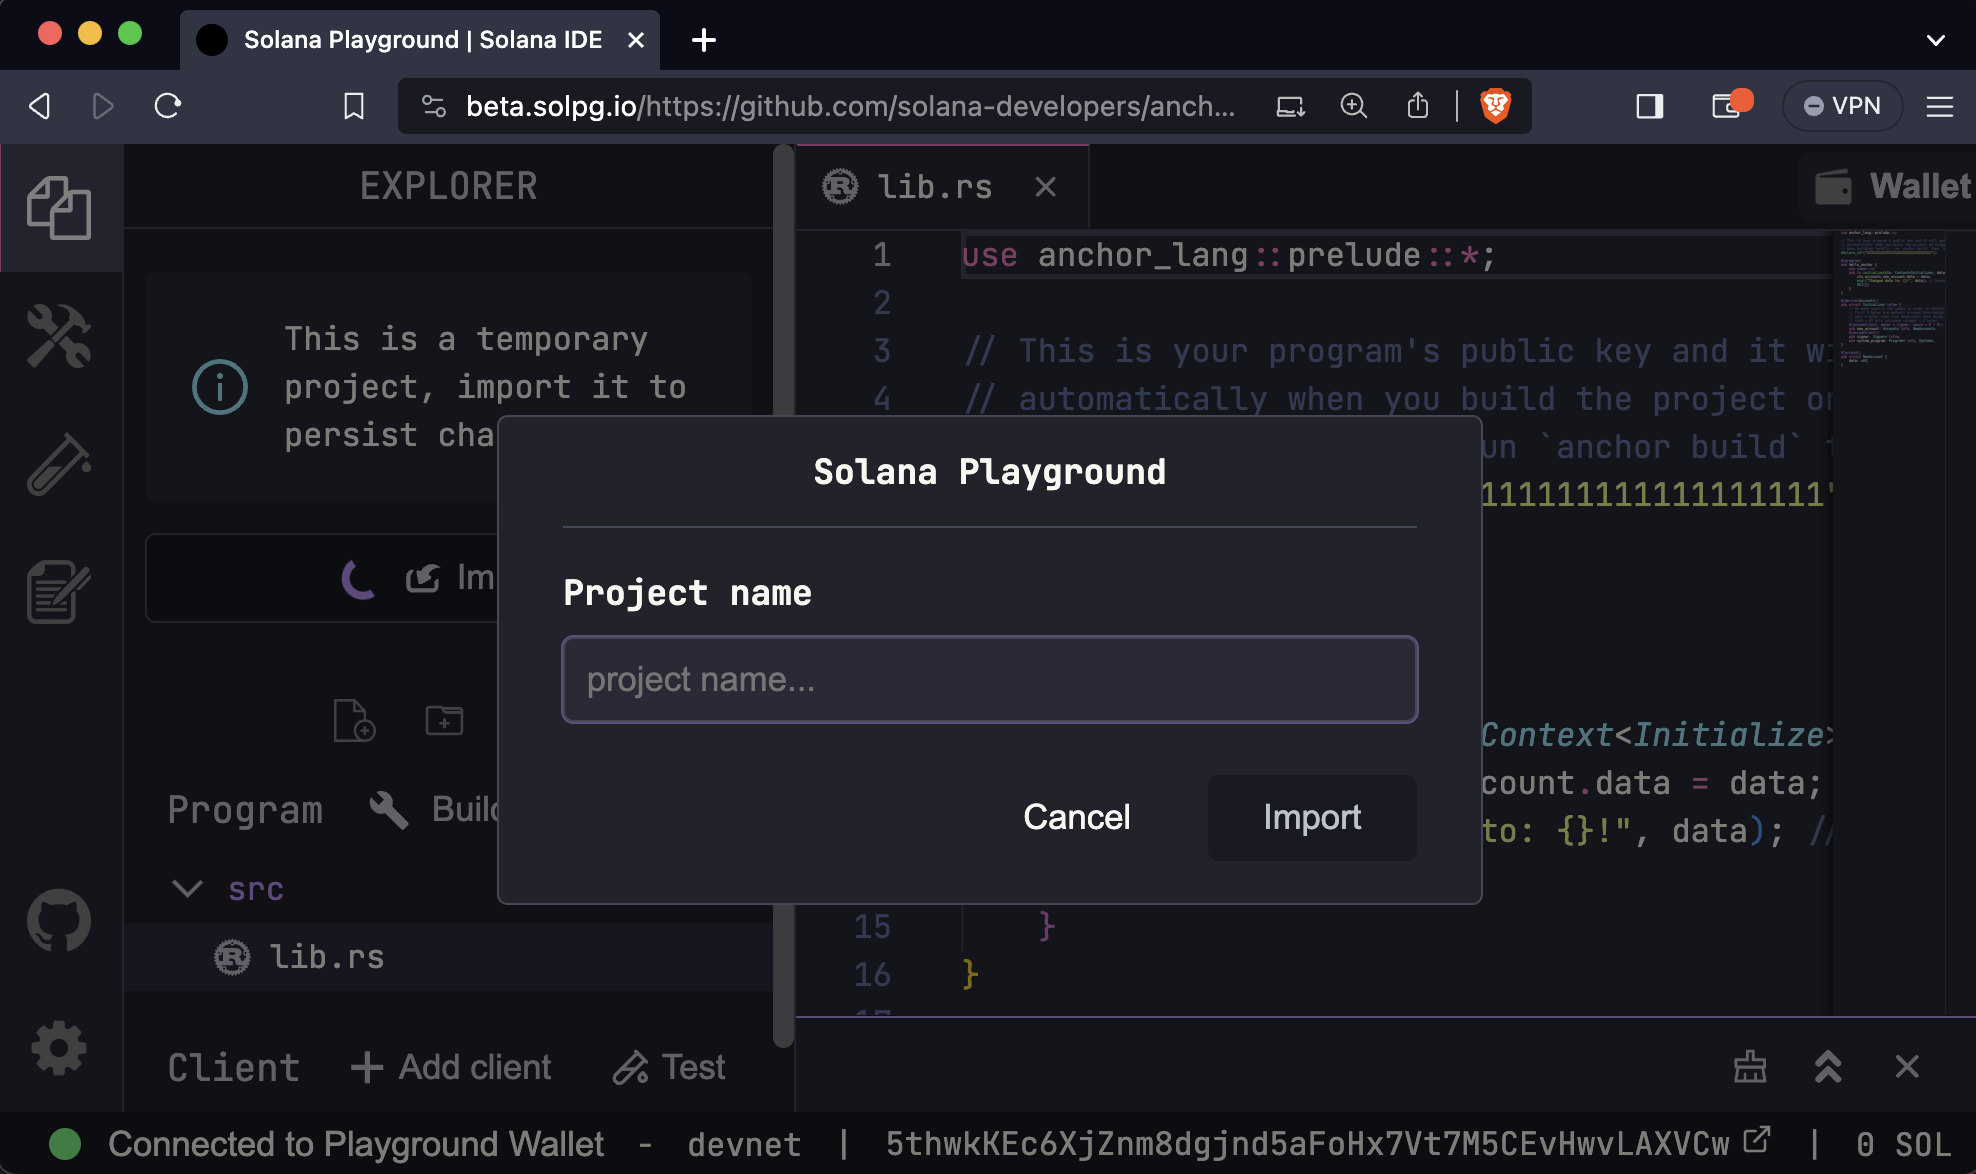 Solana Playground | Solana IDE
beta.solpg.io/https://github.com/solana-developers/anch...
VPN
EXPLORER
lib.rs
Wallet
This is a temporary
project, import it to
persist cha
Im
Program
Build
src
lib.rs
Client
Add client
Test
1 use anchor_lang::prelude::*;
2
3 // This is your program's public key and it wi
4 // automatically when you build the project on
un `anchor build` t
11111111111111111111"
Context<Initialize>
count.data = data;
to: {}!", data); //
15 }
16 }
17
Solana Playground
Project name
project name...
Cancel
Import
Connected to Playground Wallet - devnet | 5thwkKEc6XjZnm8dgjnd5aFoHx7Vt7M5CEvHwvLAXVCw | 0 SOL